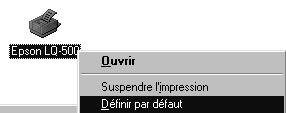 Epson LQ-500
Ouvrir
Suspendre l'impression
Définir par défaut